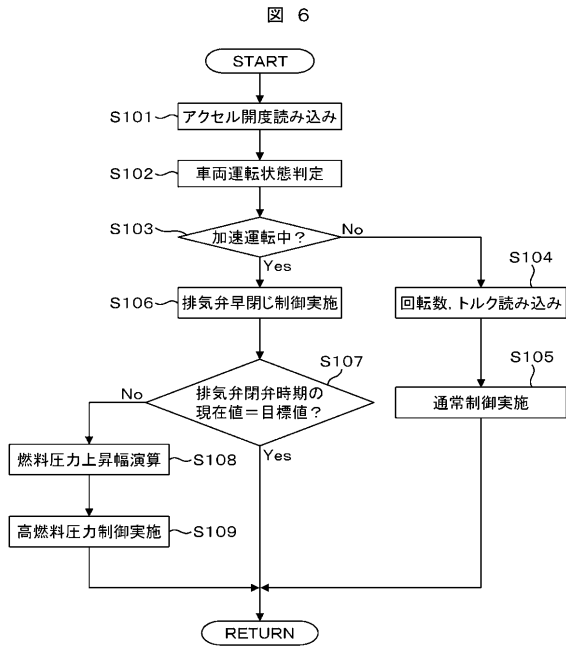 図 6
START
S101
アクセル開度読み込み
S102
車両運転状態判定
S103
加速運転中？
No
Yes
S104
回転数，トルク読み込み
S106
排気弁早閉じ制御実施
S105
通常制御実施
S107
排気弁閉弁時期の
現在値＝目標値？
No
Yes
燃料圧力上昇幅演算
S108
高燃料圧力制御実施
S109
RETURN